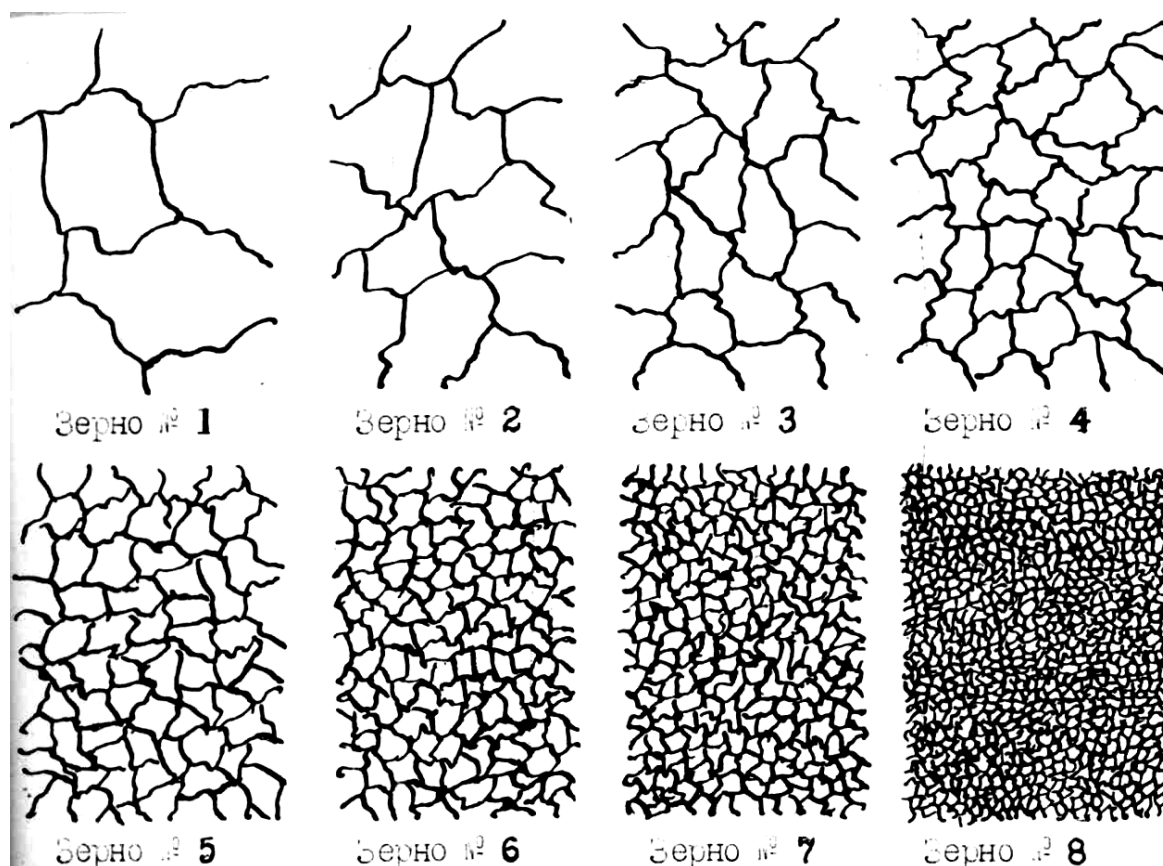 Зерно № 1
Зерно № 2
Зерно № 3
Зерно № 4
Зерно № 5
Зерно № 6
Зерно № 7
Зерно № 8